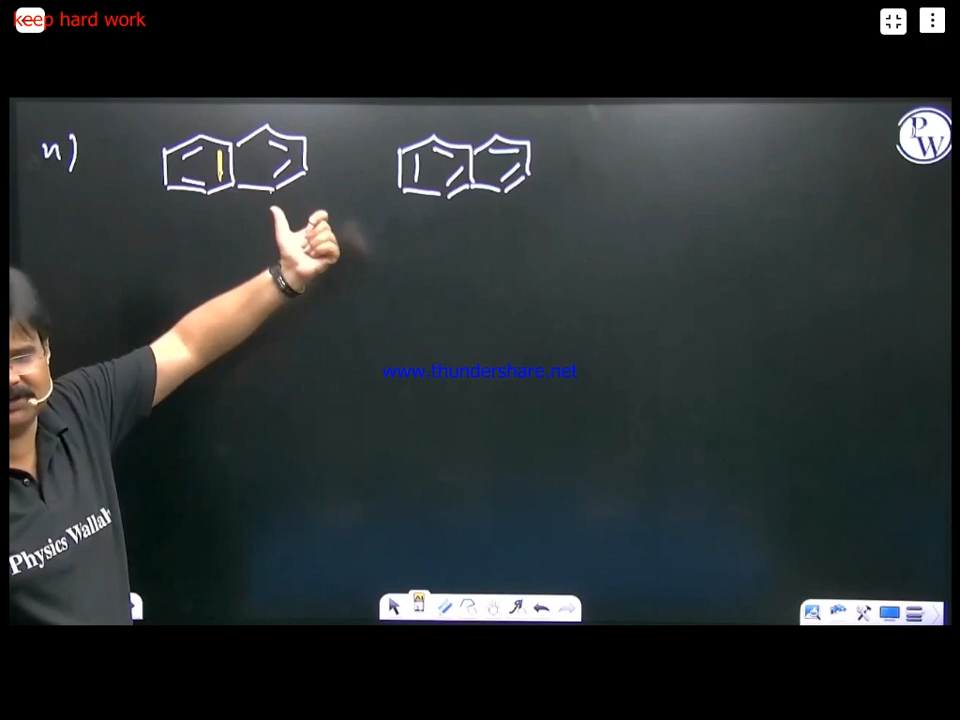 keep hard work
n)
P
W
www.thundershare.net
Physics Wallah